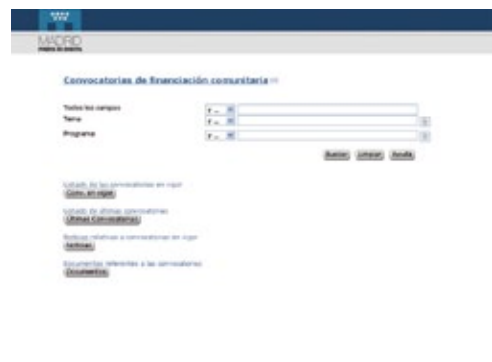 MADRID
Convocatorias de financiación comunitaria
Todos los campos
Y ...
Tema
Y ...
Programa
Y ...
Buscar Limpiar Ayuda
Listado de las convocatorias en vigor
Conv. en vigor
Listado de últimas convocatorias
Últimas Convocatorias
Noticias relativas a convocatorias en vigor
Noticias
Documentos referentes a las convocatorias
Documentos